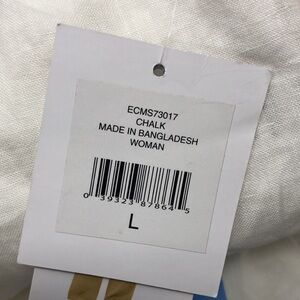 ECMS73017
CHALK
MADE IN BANGLADESH
WOMAN
0 39323 87864 5
L